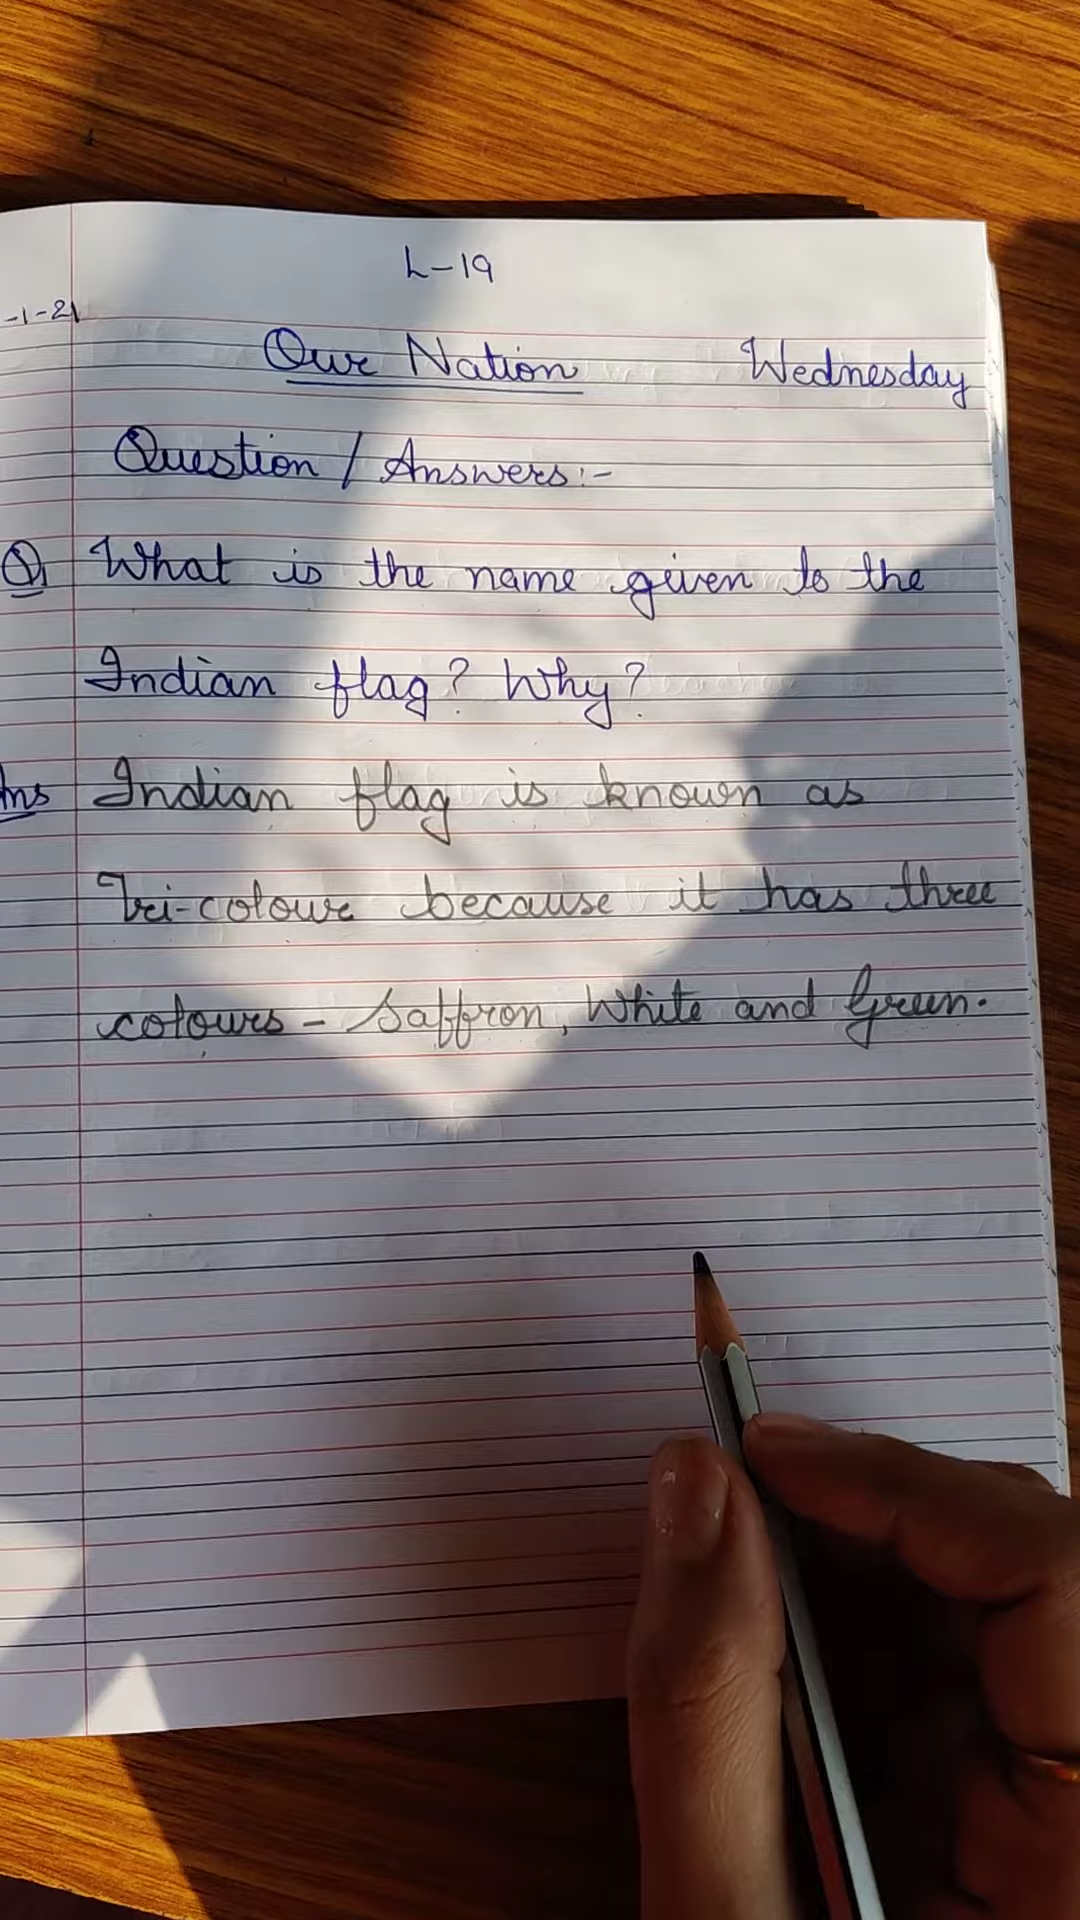 L-19
-1-21
Our Nation Wednesday
Question / Answers:-
Q1 What is the name given to the
Indian flag? Why?
Ans Indian flag is known as
Tri-colour because it has three
colours - Saffron, White and Green.